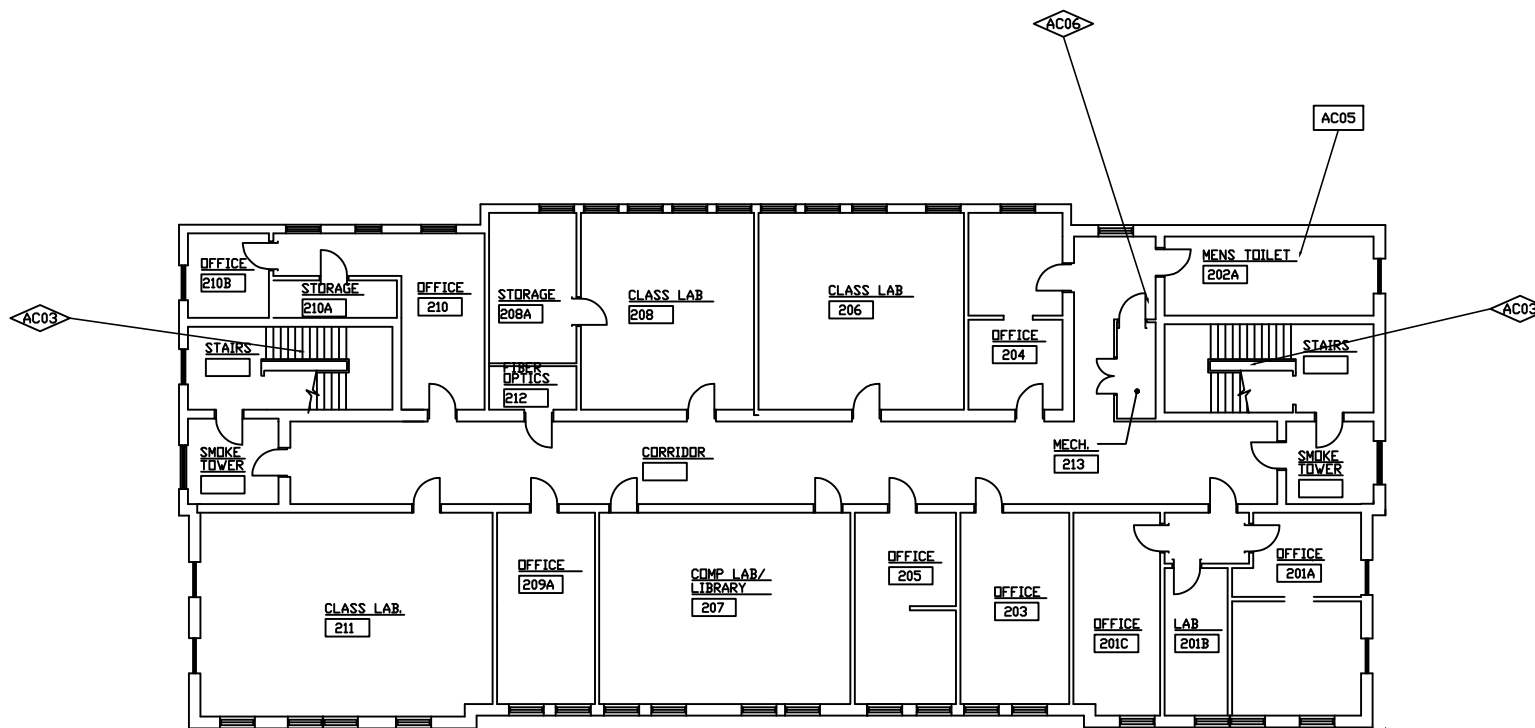 AC06
AC05
OFFICE
210B
STORAGE
210A
OFFICE
210
STORAGE
208A
CLASS LAB
208
CLASS LAB
206
OFFICE
204
MENS TOILET
202A
AC03
AC03
STAIRS
STAIRS
FIBER
OPTICS
212
SMOKE
TOWER
CORRIDOR
MECH.
213
SMOKE
TOWER
CLASS LAB.
211
OFFICE
209A
COMP LAB/
LIBRARY
207
OFFICE
205
OFFICE
203
OFFICE
201C
LAB
201B
OFFICE
201A